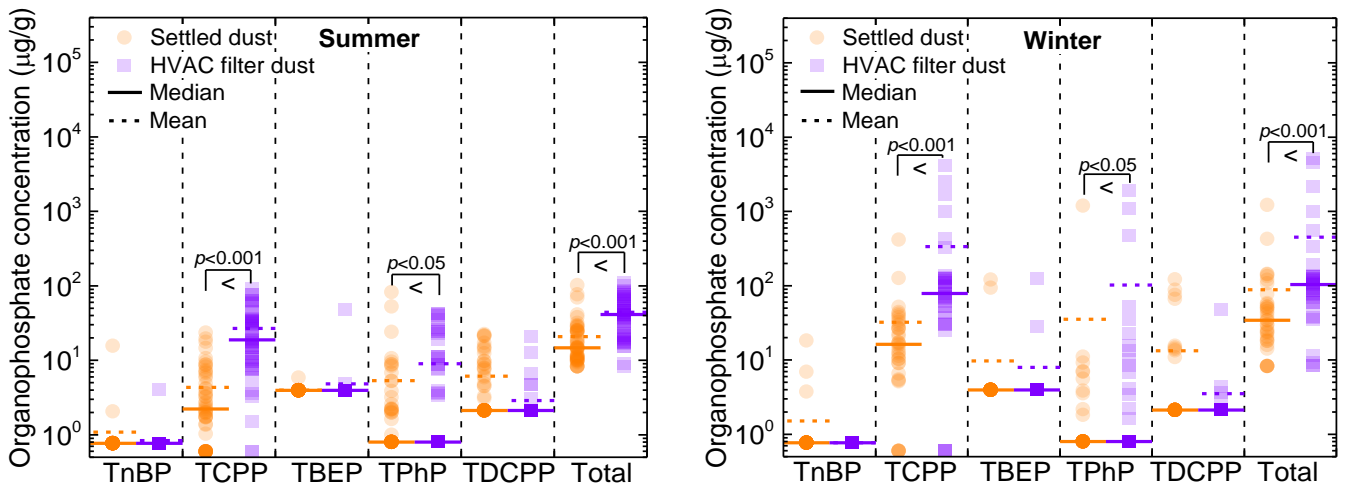 Organophosphate concentration (μg/g)
10⁵
10⁴
10³
10²
10¹
10⁰
Settled dust
Summer
HVAC filter dust
Median
Mean
p<0.001
<
p<0.05
<
p<0.001
<
TnBP TCPP TBEP TPhP TDCPP Total
Organophosphate concentration (μg/g)
10⁵
10⁴
10³
10²
10¹
10⁰
Settled dust
Winter
HVAC filter dust
Median
Mean
p<0.001
<
p<0.05
<
p<0.001
<
TnBP TCPP TBEP TPhP TDCPP Total